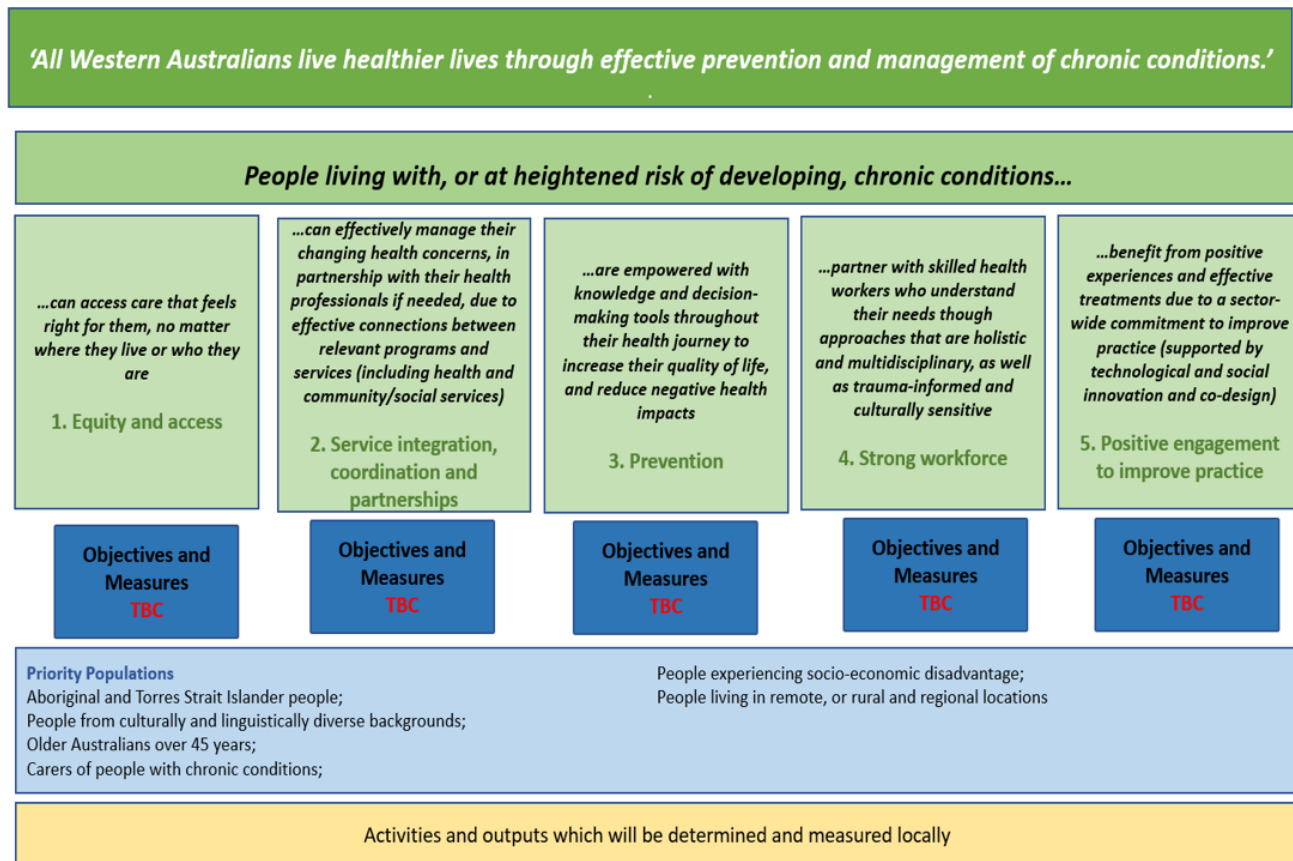 ‘All Western Australians live healthier lives through effective prevention and management of chronic conditions.’
.
People living with, or at heightened risk of developing, chronic conditions…
…can access care that feels
right for them, no matter
where they live or who they
are
1. Equity and access
…can effectively manage their
changing health concerns, in
partnership with their health
professionals if needed, due to
effective connections between
relevant programs and
services (including health and
community/social services)
2. Service integration,
coordination and
partnerships
…are empowered with
knowledge and decision-
making tools throughout
their health journey to
increase their quality of life,
and reduce negative health
impacts
3. Prevention
…partner with skilled health
workers who understand
their needs though
approaches that are holistic
and multidisciplinary, as well
as trauma-informed and
culturally sensitive
4. Strong workforce
…benefit from positive
experiences and effective
treatments due to a sector-
wide commitment to improve
practice (supported by
technological and social
innovation and co-design)
5. Positive engagement
to improve practice
Objectives and
Measures
TBC
Objectives and
Measures
TBC
Objectives and
Measures
TBC
Objectives and
Measures
TBC
Objectives and
Measures
TBC
Priority Populations
Aboriginal and Torres Strait Islander people;
People from culturally and linguistically diverse backgrounds;
Older Australians over 45 years;
Carers of people with chronic conditions;
People experiencing socio-economic disadvantage;
People living in remote, or rural and regional locations
Activities and outputs which will be determined and measured locally